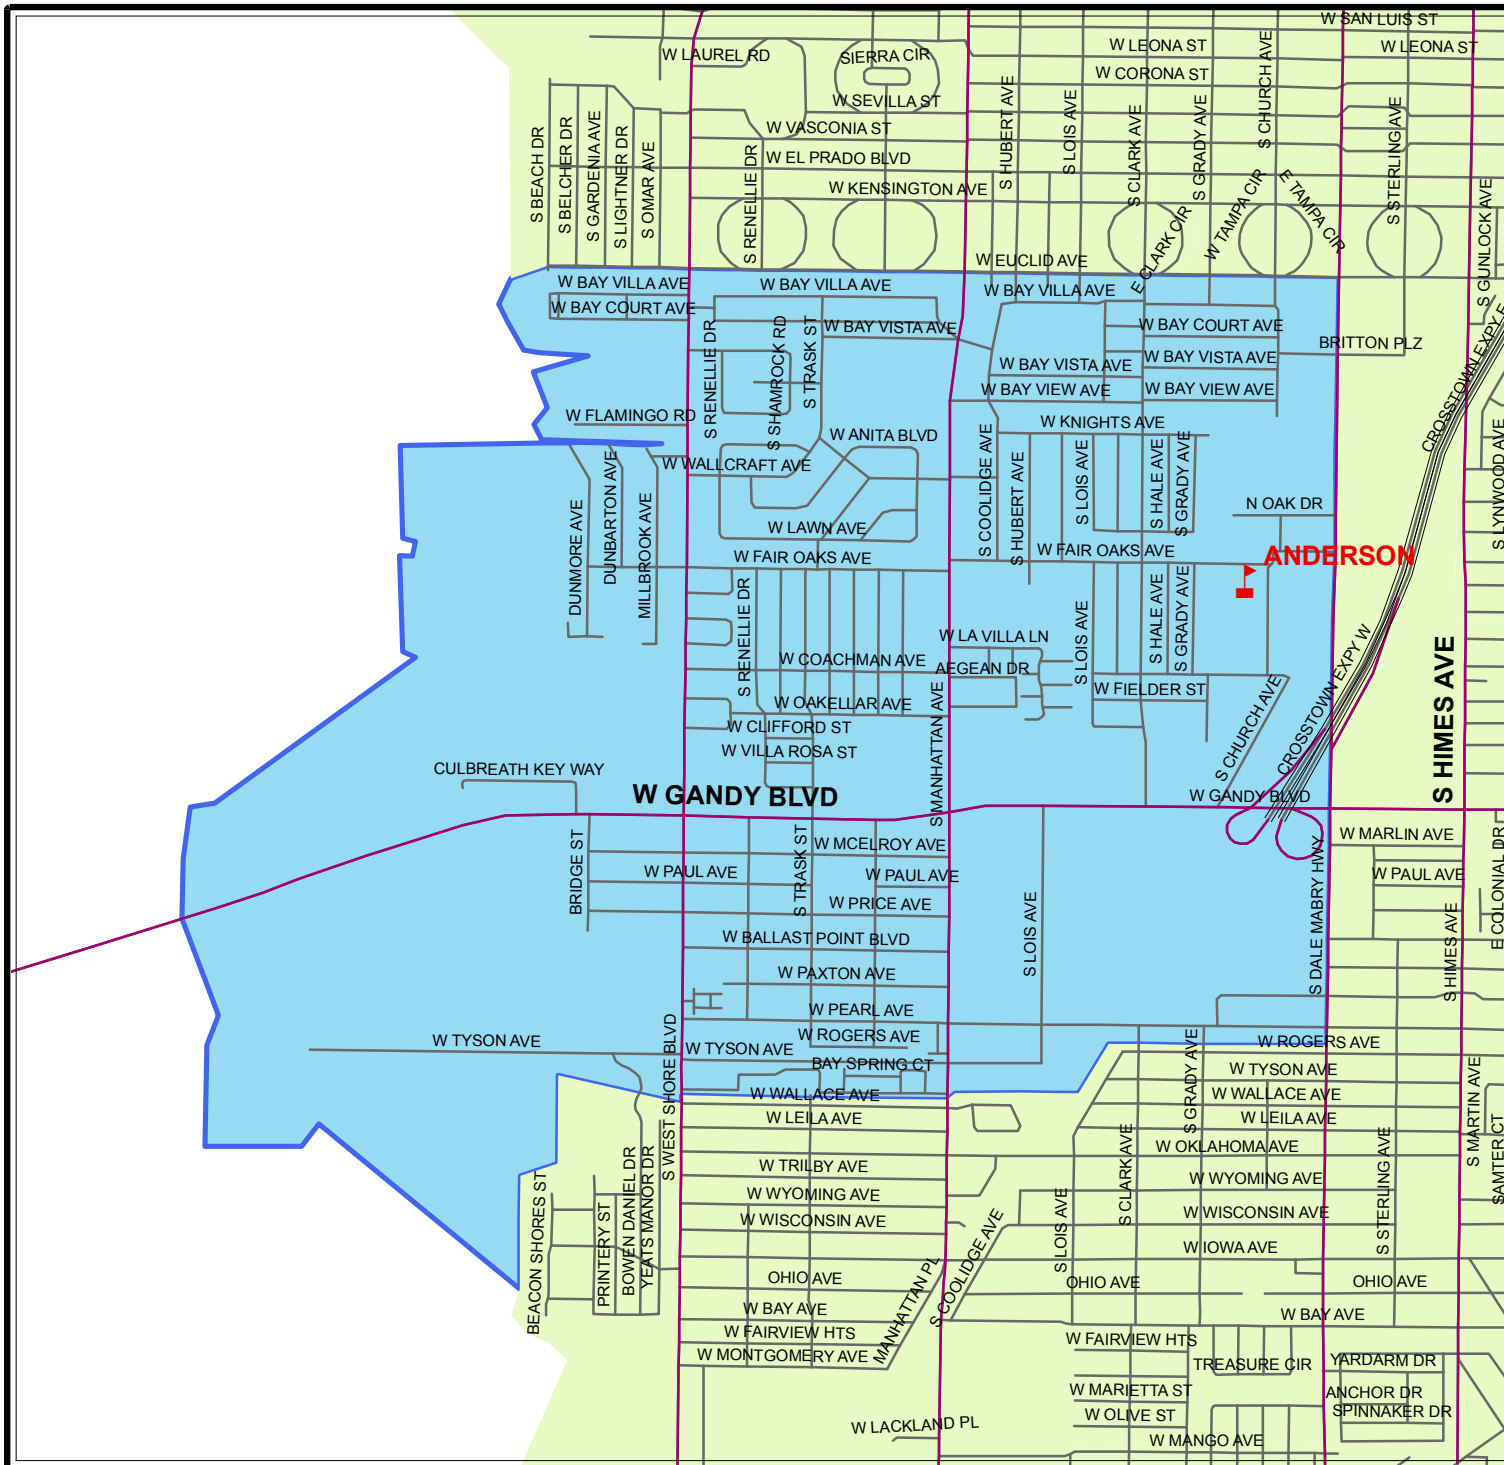 W SAN LUIS ST
W LAUREL RD
SIERRA CIR
W LEONA ST
W LEONA ST
W CORONA ST
W SEVILLA ST
W VASCONIA ST
W EL PRADO BLVD
W KENSINGTON AVE
S BEACH DR
S BELCHER DR
S GARDENIA AVE
S LIGHTNER DR
S OMAR AVE
S RENELLIE DR
S HUBERT AVE
S LOIS AVE
S CLARK AVE
S GRADY AVE
S CHURCH AVE
S STERLING AVE
S GUNLOCK AVE
W TAMPA CIR
E TAMPA CIR
E CLARK CIR
W EUCLID AVE
W BAY VILLA AVE
W BAY VILLA AVE
W BAY VILLA AVE
W BAY COURT AVE
W BAY COURT AVE
W BAY VISTA AVE
W BAY VISTA AVE
W BAY VISTA AVE
BRITTON PLZ
W BAY VIEW AVE
W BAY VIEW AVE
S RENELLIE DR
S SHAMROCK RD
S TRASK ST
CROSSTOWN EXPY E
W FLAMINGO RD
W ANITA BLVD
W KNIGHTS AVE
W WALLCRAFT AVE
S COOLIDGE AVE
S HUBERT AVE
S LOIS AVE
S HALE AVE
S GRADY AVE
S LYNWOOD AVE
N OAK DR
W LAWN AVE
DUNMORE AVE
DUNBARTON AVE
MILLBROOK AVE
W FAIR OAKS AVE
W FAIR OAKS AVE
ANDERSON
S RENELLIE DR
S LOIS AVE
S HALE AVE
S GRADY AVE
W LA VILLA LN
W COACHMAN AVE
AEGEAN DR
W FIELDER ST
W OAKELLAR AVE
W CLIFFORD ST
W VILLA ROSA ST
S MANHATTAN AVE
S CHURCH AVE
CROSSTOWN EXPY W
S HIMES AVE
CULBREATH KEY WAY
W GANDY BLVD
W GANDY BLVD
W MARLIN AVE
W MCELROY AVE
BRIDGE ST
W PAUL AVE
S TRASK ST
W PAUL AVE
W PAUL AVE
W PRICE AVE
S LOIS AVE
S DALE MABRY HWY
S HIMES AVE
E COLONIAL DR
W BALLAST POINT BLVD
W PAXTON AVE
W PEARL AVE
W ROGERS AVE
W ROGERS AVE
W TYSON AVE
W TYSON AVE
S WEST SHORE BLVD
BAY SPRING CT
S GRADY AVE
W TYSON AVE
W WALLACE AVE
W WALLACE AVE
W LEILA AVE
W LEILA AVE
S MARTIN AVE
SAMTER CT
W OKLAHOMA AVE
W TRILBY AVE
S CLARK AVE
S STERLING AVE
W WYOMING AVE
W WYOMING AVE
W WISCONSIN AVE
W WISCONSIN AVE
BEACON SHORES ST
PRINTERY ST
BOWEN DANIEL DR
YEATS MANOR DR
S LOIS AVE
W IOWA AVE
OHIO AVE
OHIO AVE
OHIO AVE
MANHATTAN PL
S COOLIDGE AVE
W BAY AVE
W BAY AVE
W FAIRVIEW HTS
W FAIRVIEW HTS
W MONTGOMERY AVE
TREASURE CIR
YARDARM DR
W MARIETTA ST
ANCHOR DR
W OLIVE ST
SPINNAKER DR
W LACKLAND PL
W MANGO AVE